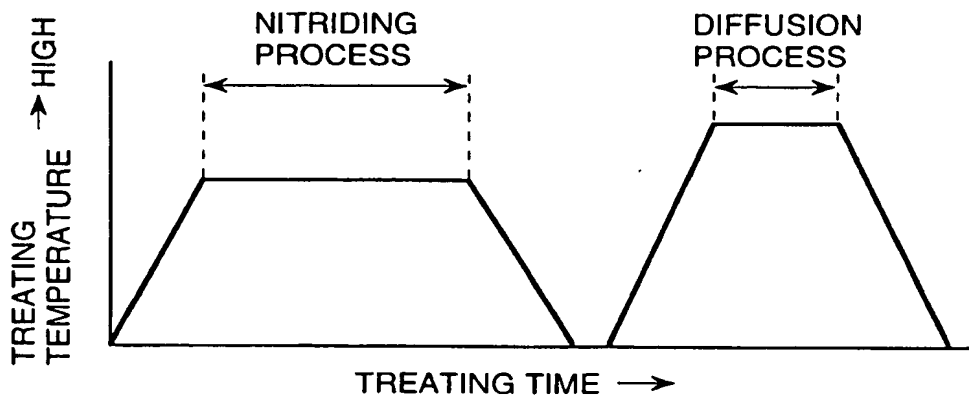 NITRIDING
PROCESS
DIFFUSION
PROCESS
TREATING
TEMPERATURE → HIGH
TREATING TIME →